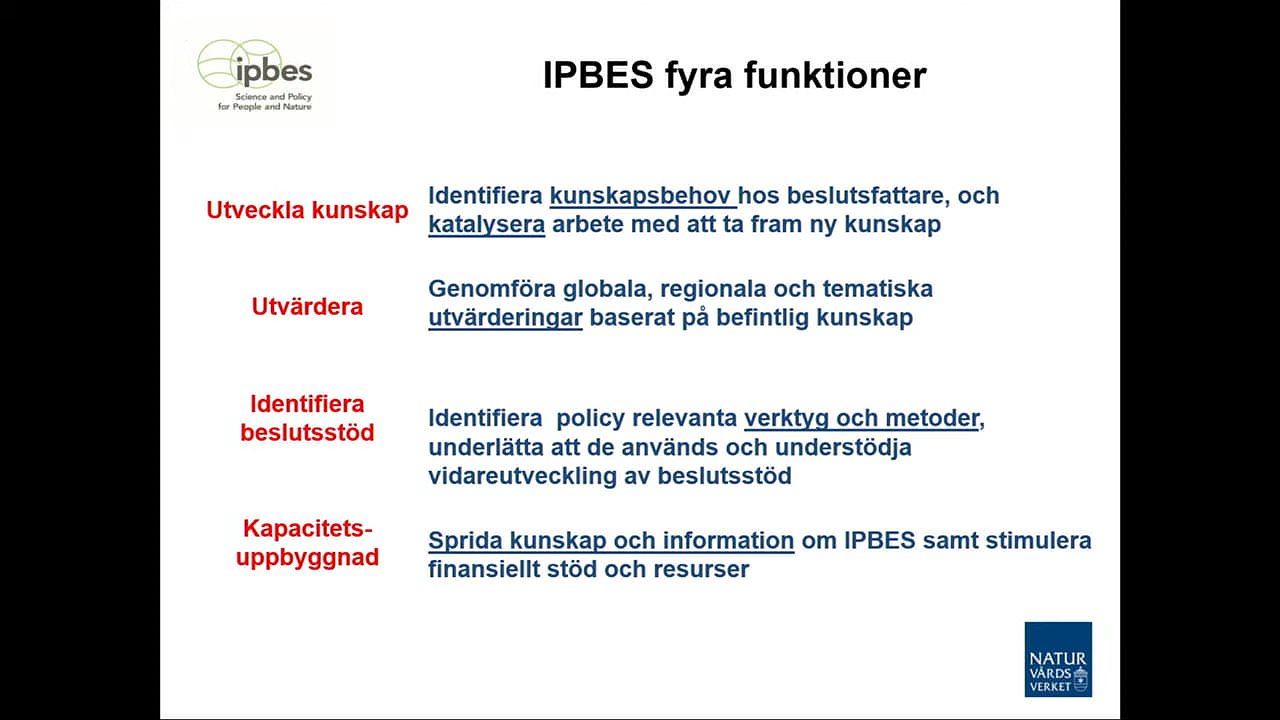 ipbes
Science and Policy
for People and Nature
IPBES fyra funktioner
Utveckla kunskap
Identifiera kunskapsbehov hos beslutsfattare, och
katalysera arbete med att ta fram ny kunskap
Utvärdera
Genomföra globala, regionala och tematiska
utvärderingar baserat på befintlig kunskap
Identifiera
beslutsstöd
Identifiera  policy relevanta verktyg och metoder,
underlätta att de används och understödja
vidareutveckling av beslutsstöd
Kapacitets-
uppbyggnad
Sprida kunskap och information om IPBES samt stimulera
finansiellt stöd och resurser
NATUR
VÅRDS
VERKET